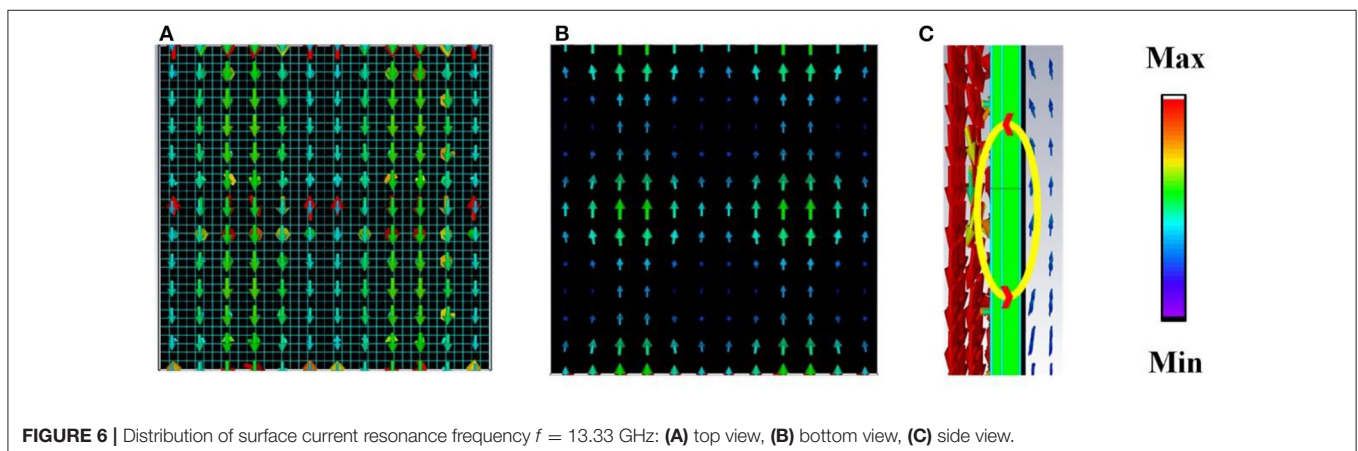 A
B
C
Max
Min
FIGURE 6 | Distribution of surface current resonance frequency f = 13.33 GHz: (A) top view, (B) bottom view, (C) side view.